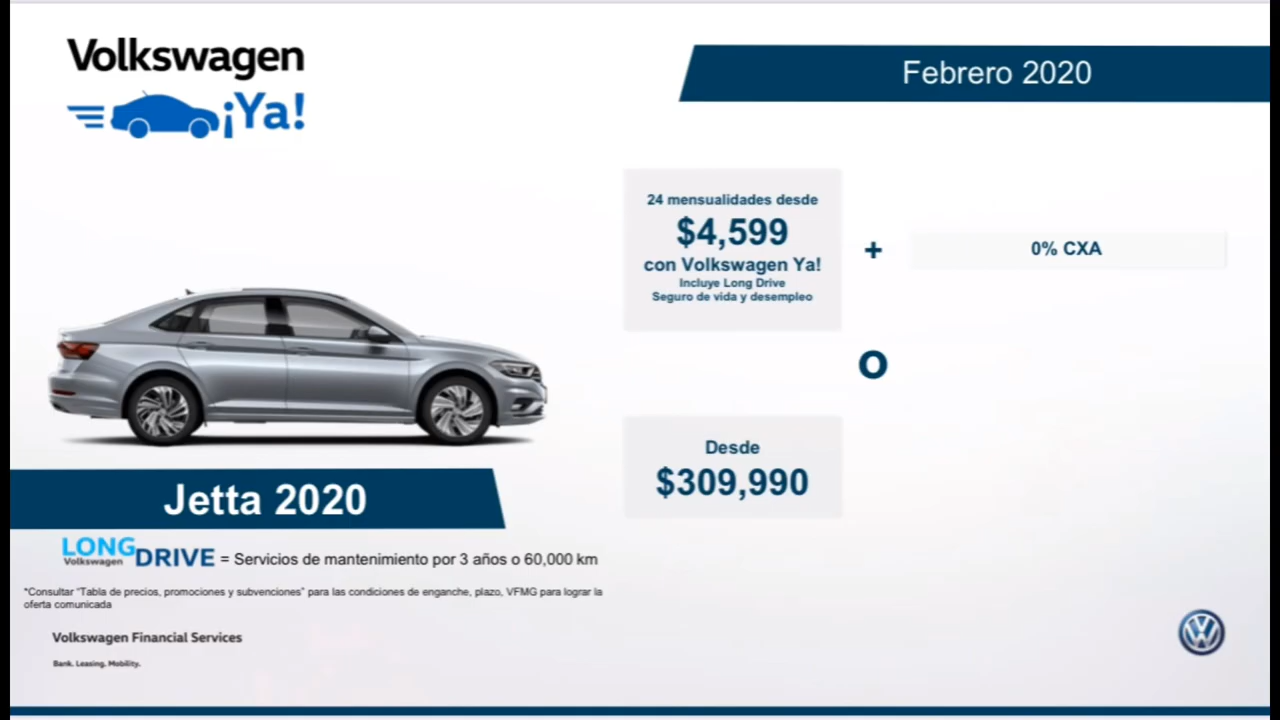 Volkswagen
¡Ya!
Febrero 2020
24 mensualidades desde
$4,599
con Volkswagen Ya!
Incluye Long Drive
Seguro de vida y desempleo
+
0% CXA
O
Desde
$309,990
Jetta 2020
LONG
Volkswagen DRIVE = Servicios de mantenimiento por 3 años o 60,000 km
*Consultar "Tabla de precios, promociones y subvenciones" para las condiciones de enganche, plazo, VFMG para lograr la
oferta comunicada
Volkswagen Financial Services
Bank. Leasing. Mobility.